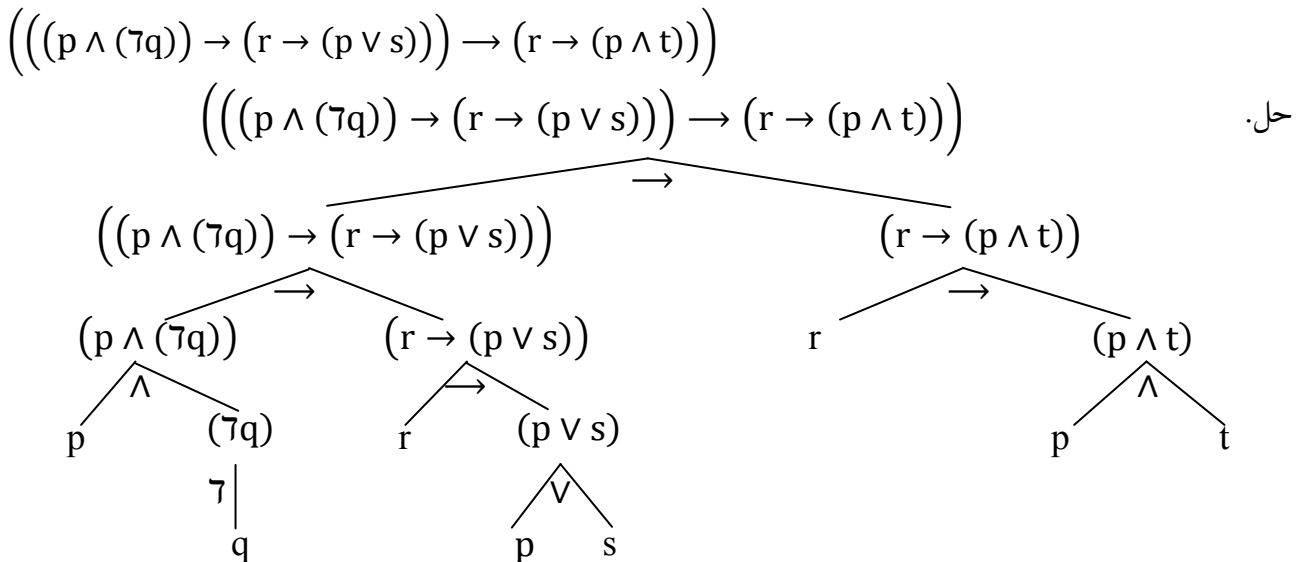 (((p ∧ (⅂q)) → (r → (p ∨ s))) ⟶ (r → (p ∧ t)))
حل. (((p ∧ (⅂q)) → (r → (p ∨ s))) ⟶ (r → (p ∧ t)))
⟶
((p ∧ (⅂q)) → (r → (p ∨ s))) (r → (p ∧ t))
⟶ ⟶
(p ∧ (⅂q)) (r → (p ∨ s)) r (p ∧ t)
∧ ⟶ ∧
p (⅂q) r (p ∨ s) p t
⅂ ∨
q p s